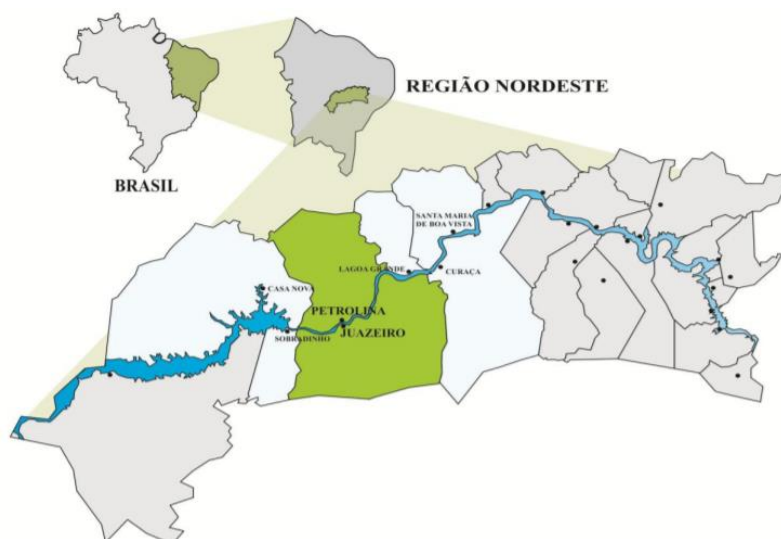 REGIÃO NORDESTE
BRASIL
SANTA MARIA
DE BOA VISTA
LAGOA GRANDE
CURAÇA
CASA NOVA
PETROLINA
JUAZEIRO
SOBRADINHO